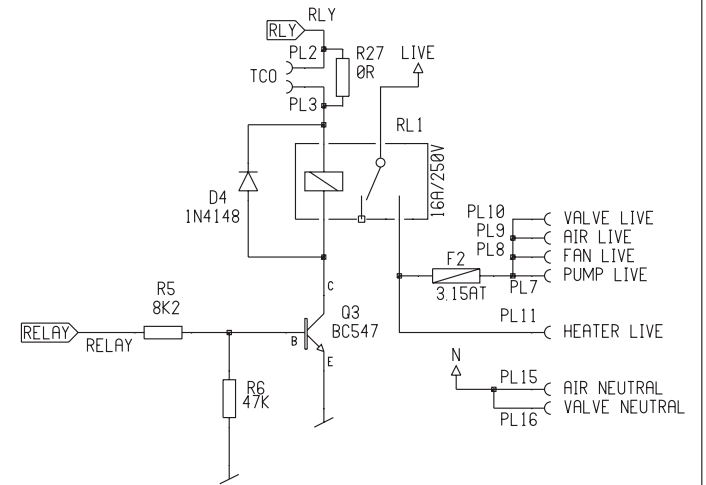 RLY
RLY
PL2
R27
0R
LIVE
TCO
PL3
RL1
16A/250V
D4
1N4148
PL10
VALVE LIVE
PL9
AIR LIVE
PL8
FAN LIVE
F2
PUMP LIVE
3.15AT
PL7
C
R5
8K2
Q3
BC547
PL11
HEATER LIVE
RELAY
RELAY
B
E
N
PL15
AIR NEUTRAL
R6
47K
VALVE NEUTRAL
PL16